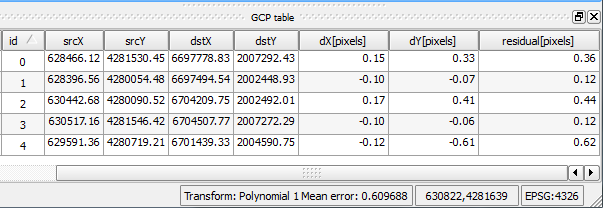 GCP table
id srcX srcY dstX dstY dX[pixels] dY[pixels] residual[pixels]
0 628466.12 4281530.45 6697778.83 2007292.43 0.15 0.33 0.36
1 628396.56 4280054.48 6697494.54 2002448.93 -0.10 -0.07 0.12
2 630442.68 4280090.52 6704209.75 2002492.01 0.17 0.41 0.44
3 630517.16 4281546.42 6704507.77 2007272.29 -0.10 -0.06 0.12
4 629591.36 4280719.21 6701439.33 2004590.75 -0.12 -0.61 0.62
Transform: Polynomial 1 Mean error: 0.609688 630822,4281639 EPSG:4326